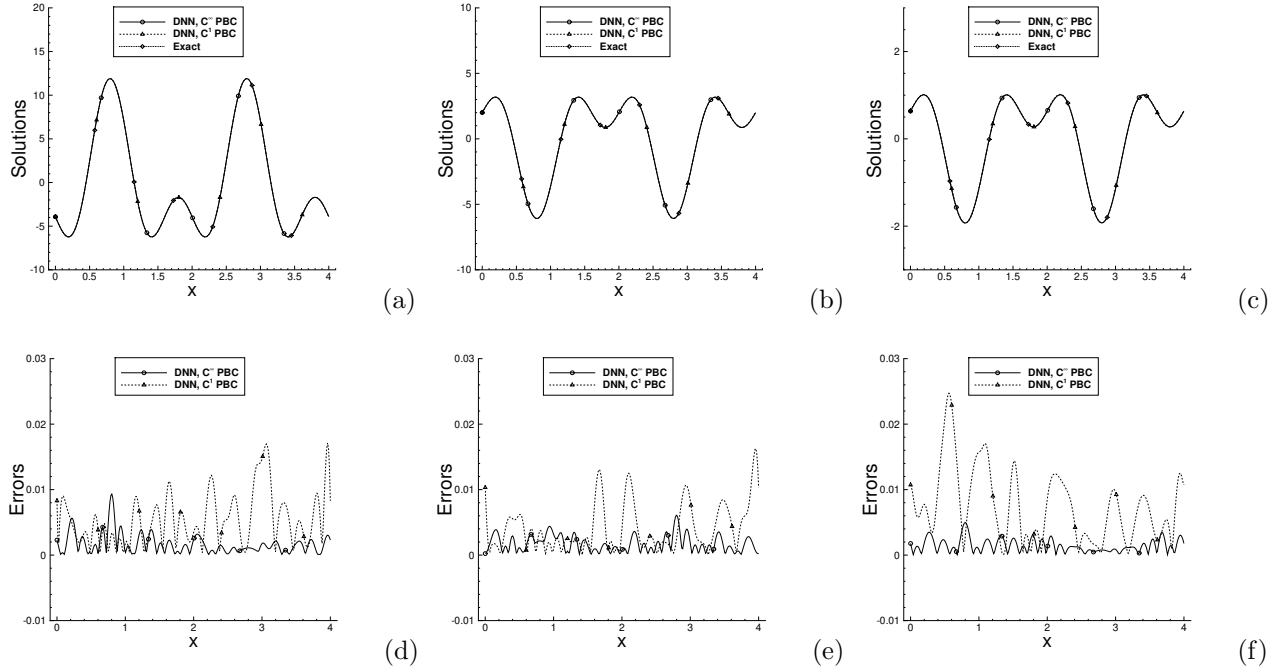 DNN, C∞ PBC
DNN, C¹ PBC
Exact
Solutions
20
15
10
5
0
-5
-10
0 0.5 1 1.5 2 2.5 3 3.5 4
x
(a)
DNN, C∞ PBC
DNN, C¹ PBC
Exact
Solutions
10
5
0
-5
-10
0 0.5 1 1.5 2 2.5 3 3.5 4
x
(b)
DNN, C∞ PBC
DNN, C¹ PBC
Exact
Solutions
2
0
-2
0 0.5 1 1.5 2 2.5 3 3.5 4
x
(c)
DNN, C∞ PBC
DNN, C¹ PBC
Errors
0.03
0.02
0.01
0
-0.01
0 1 2 3 4
x
(d)
DNN, C∞ PBC
DNN, C¹ PBC
Errors
0.03
0.02
0.01
0
-0.01
0 1 2 3 4
x
(e)
DNN, C∞ PBC
DNN, C¹ PBC
Errors
0.03
0.02
0.01
0
-0.01
0 1 2 3 4
x
(f)